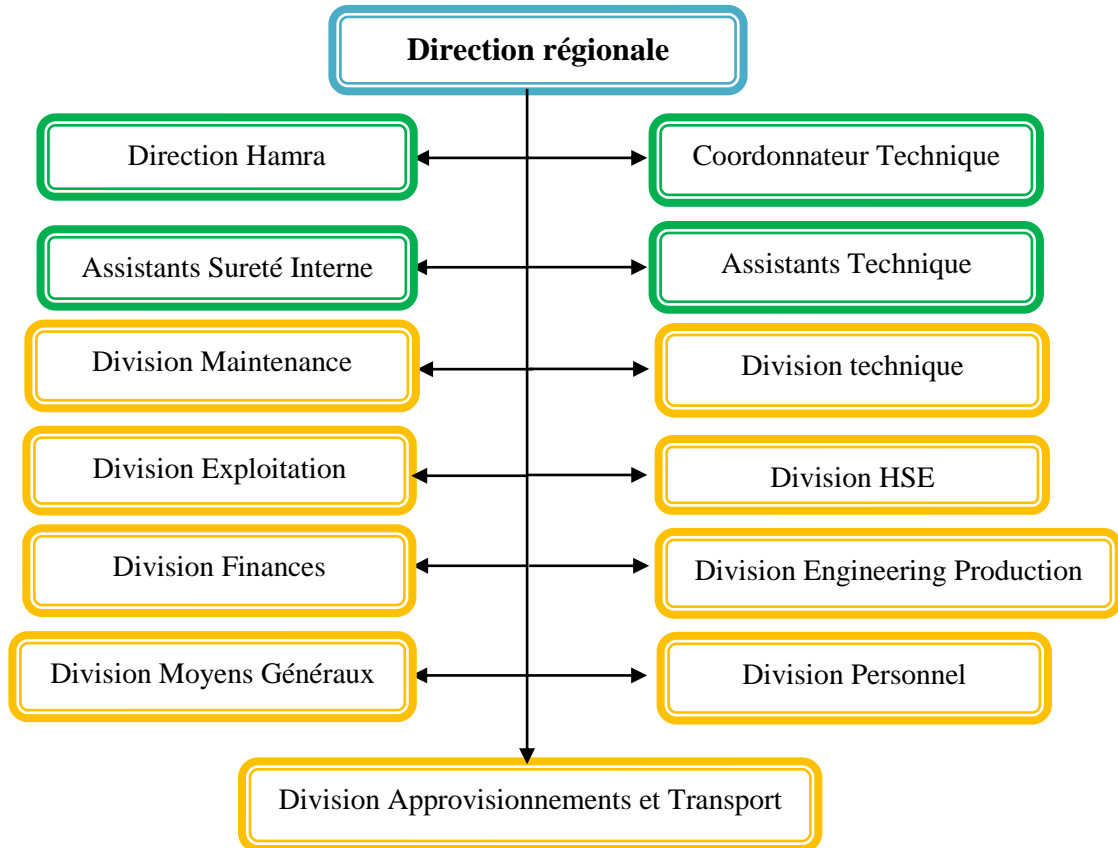 Direction régionale
Direction Hamra
Coordonnateur Technique
Assistants Sureté Interne
Assistants Technique
Division Maintenance
Division technique
Division Exploitation
Division HSE
Division Finances
Division Engineering Production
Division Moyens Généraux
Division Personnel
Division Approvisionnements et Transport